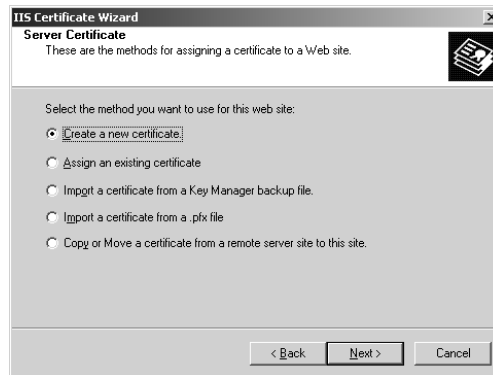 IIS Certificate Wizard
Server Certificate
These are the methods for assigning a certificate to a Web site.
Select the method you want to use for this web site:
Create a new certificate.
Assign an existing certificate
Import a certificate from a Key Manager backup file.
Import a certificate from a .pfx file
Copy or Move a certificate from a remote server site to this site.
< Back Next > Cancel